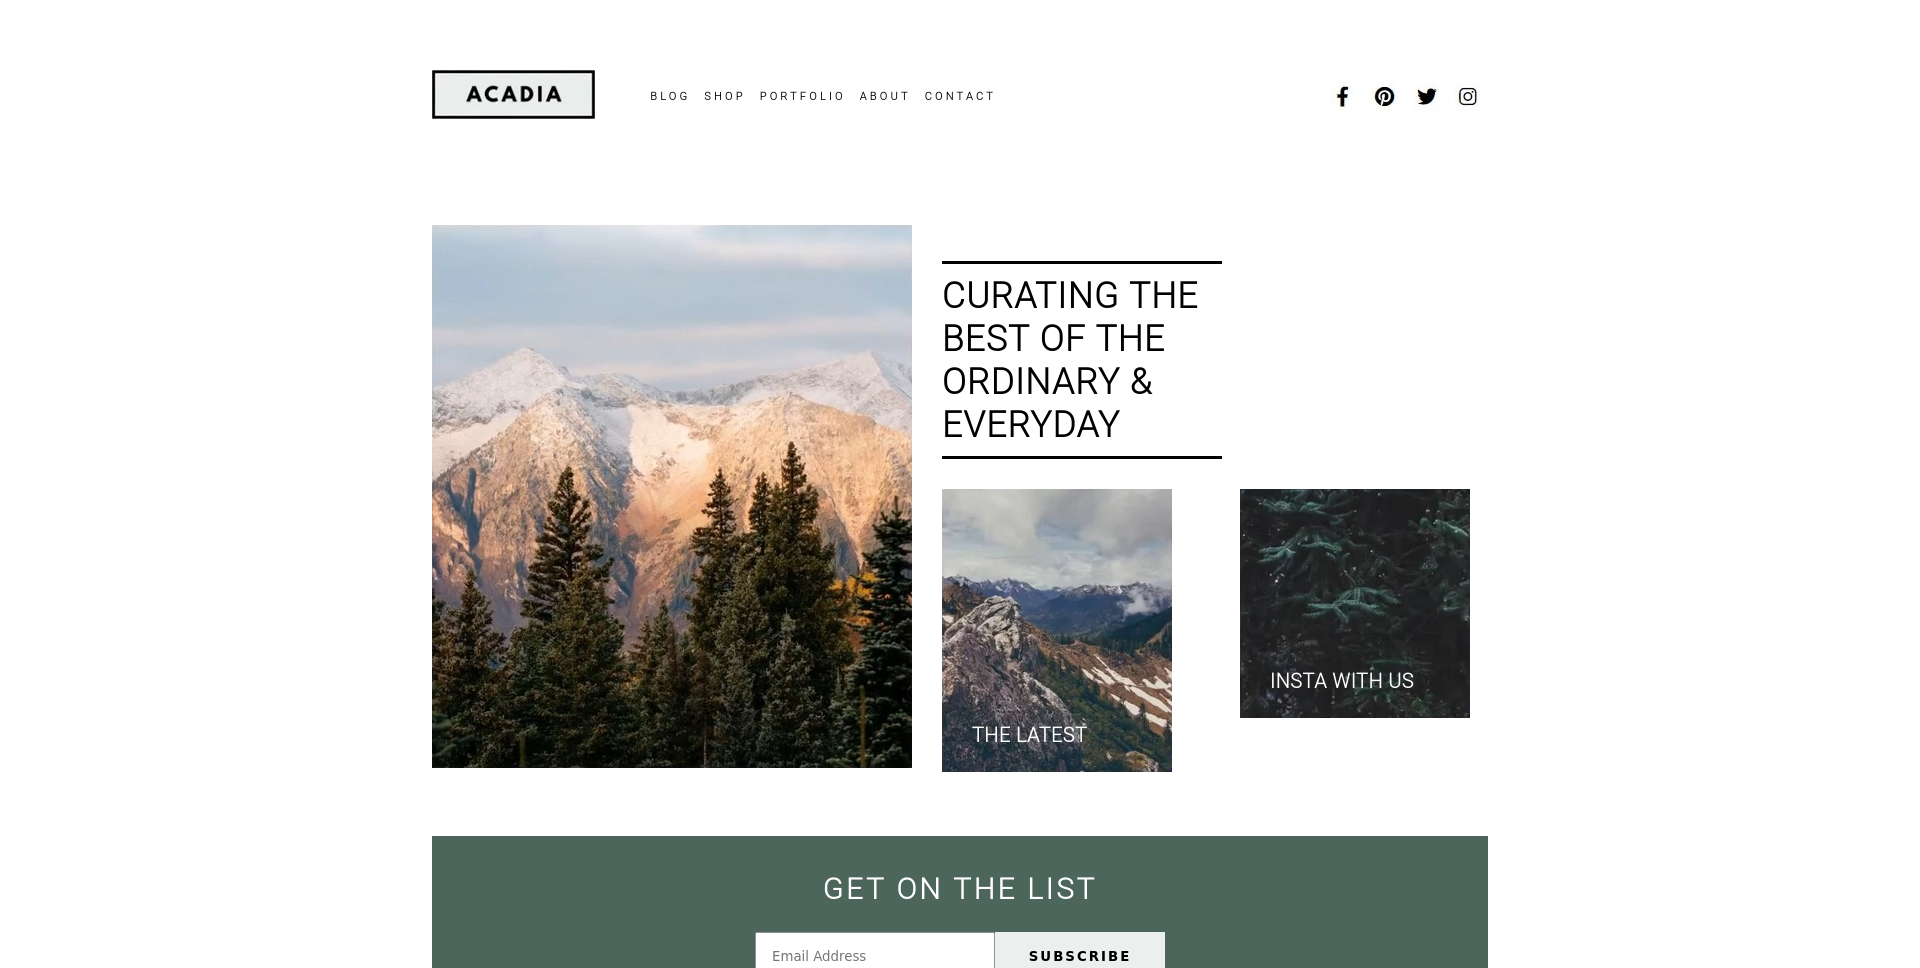 ACADIA
BLOG SHOP PORTFOLIO ABOUT CONTACT
CURATING THE
BEST OF THE
ORDINARY &
EVERYDAY
THE LATEST
INSTA WITH US
GET ON THE LIST
Email Address
SUBSCRIBE